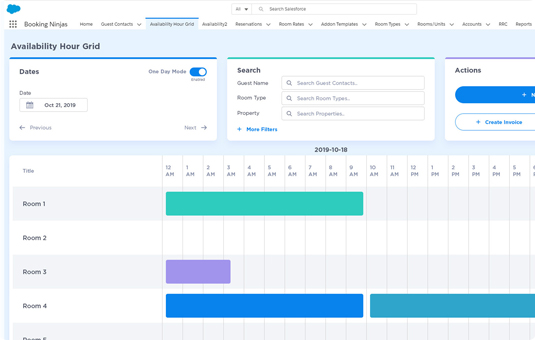 All
Search Salesforce
Booking Ninjas
Home
Guest Contacts
Availability Hour Grid
Availability2
Reservations
Room Rates
Addon Templates
Room Types
Rooms/Units
Accounts
RRC
Reports
Availability Hour Grid
Dates
One Day Mode
Enabled
Date
Oct 21, 2019
Previous
Next
Search
Guest Name
Search Guest Contacts..
Room Type
Search Room Types..
Property
Search Properties..
+ More Filters
Actions
+ N
+ Create Invoice
2019-10-18
Title
12 AM
1 AM
2 AM
3 AM
4 AM
5 AM
6 AM
7 AM
8 AM
9 AM
10 AM
11 AM
12 PM
1 PM
2 PM
3 PM
4 PM
5 PM
Room 1
Room 2
Room 3
Room 4
Room 5